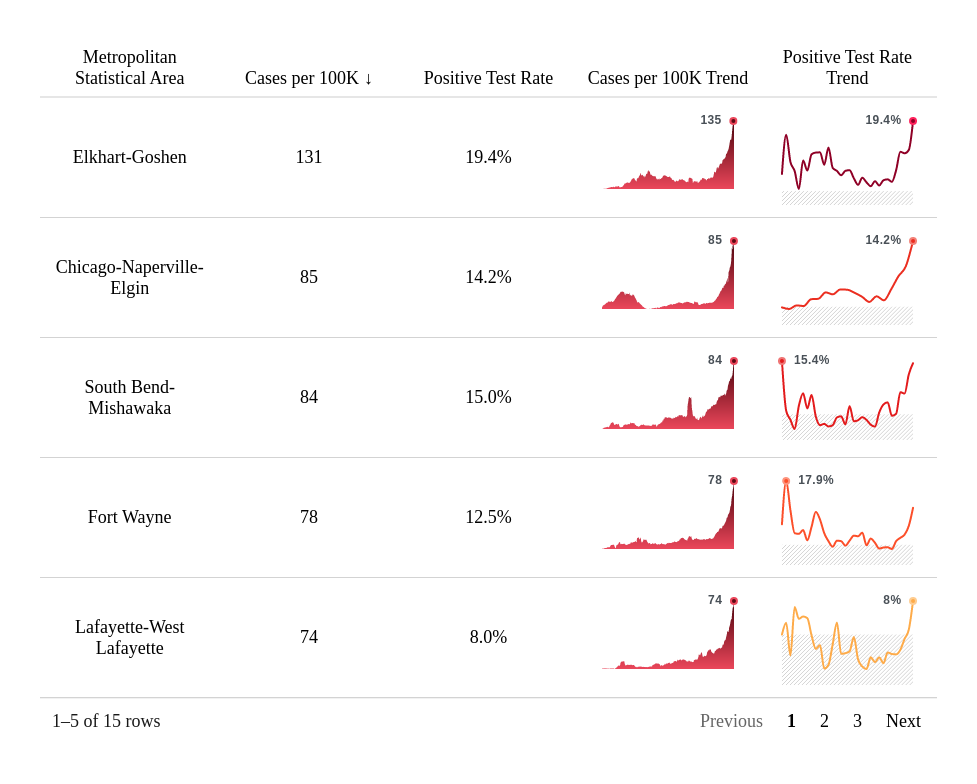 Metropolitan
Statistical Area
Cases per 100K ↓
Positive Test Rate
Cases per 100K Trend
Positive Test Rate
Trend
Elkhart-Goshen
131
19.4%
135
19.4%
Chicago-Naperville-
Elgin
85
14.2%
85
14.2%
South Bend-
Mishawaka
84
15.0%
84
15.4%
Fort Wayne
78
12.5%
78
17.9%
Lafayette-West
Lafayette
74
8.0%
74
8%
1–5 of 15 rows
Previous 1 2 3 Next